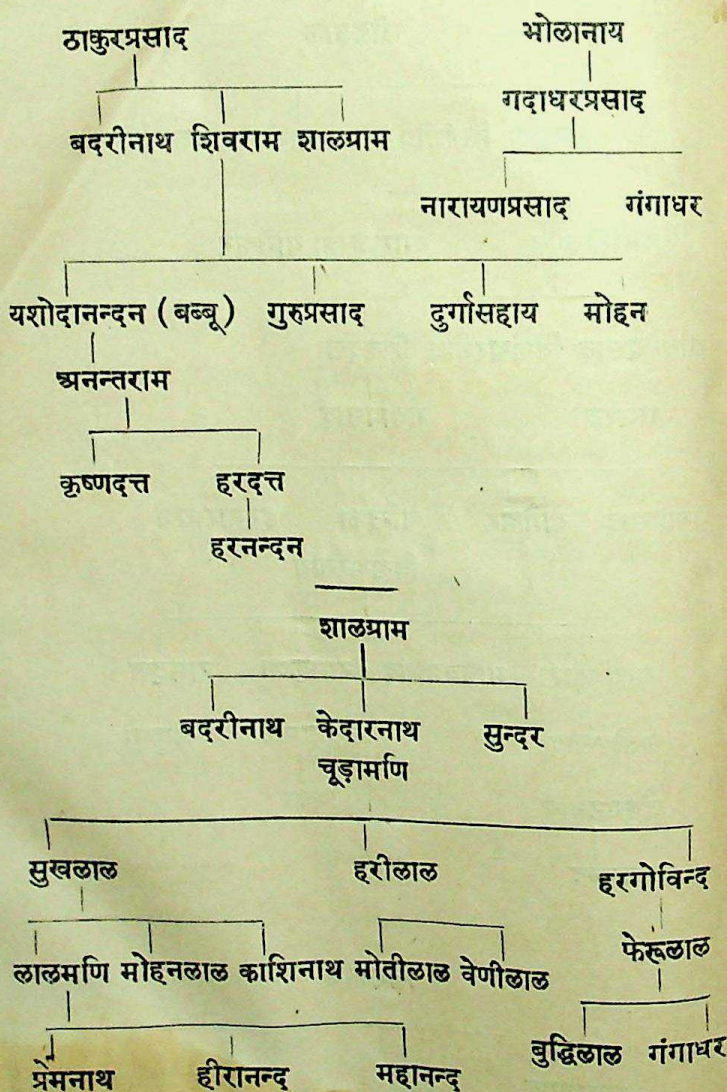 ठाकुरप्रसाद भोलानाय
गदाधरप्रसाद
बदरीनाथ शिवराम शालग्राम
नारायणप्रसाद गंगाधर
यशोदानन्दन (बब्बू) गुरुप्रसाद दुर्गासहाय मोहन
अनन्तराम
कृष्णदत्त हरदत्त
हरनन्दन
शालग्राम
बदरीनाथ केदारनाथ सुन्दर
चूड़ामणि
सुखलाल हरीलाल हरगोविन्द
फेरूलाल
लालमणि मोहनलाल काशिनाथ मोतीलाल वेणीलाल
बुद्धिलाल गंगाधर
प्रेमनाथ हीरानन्द महानन्द